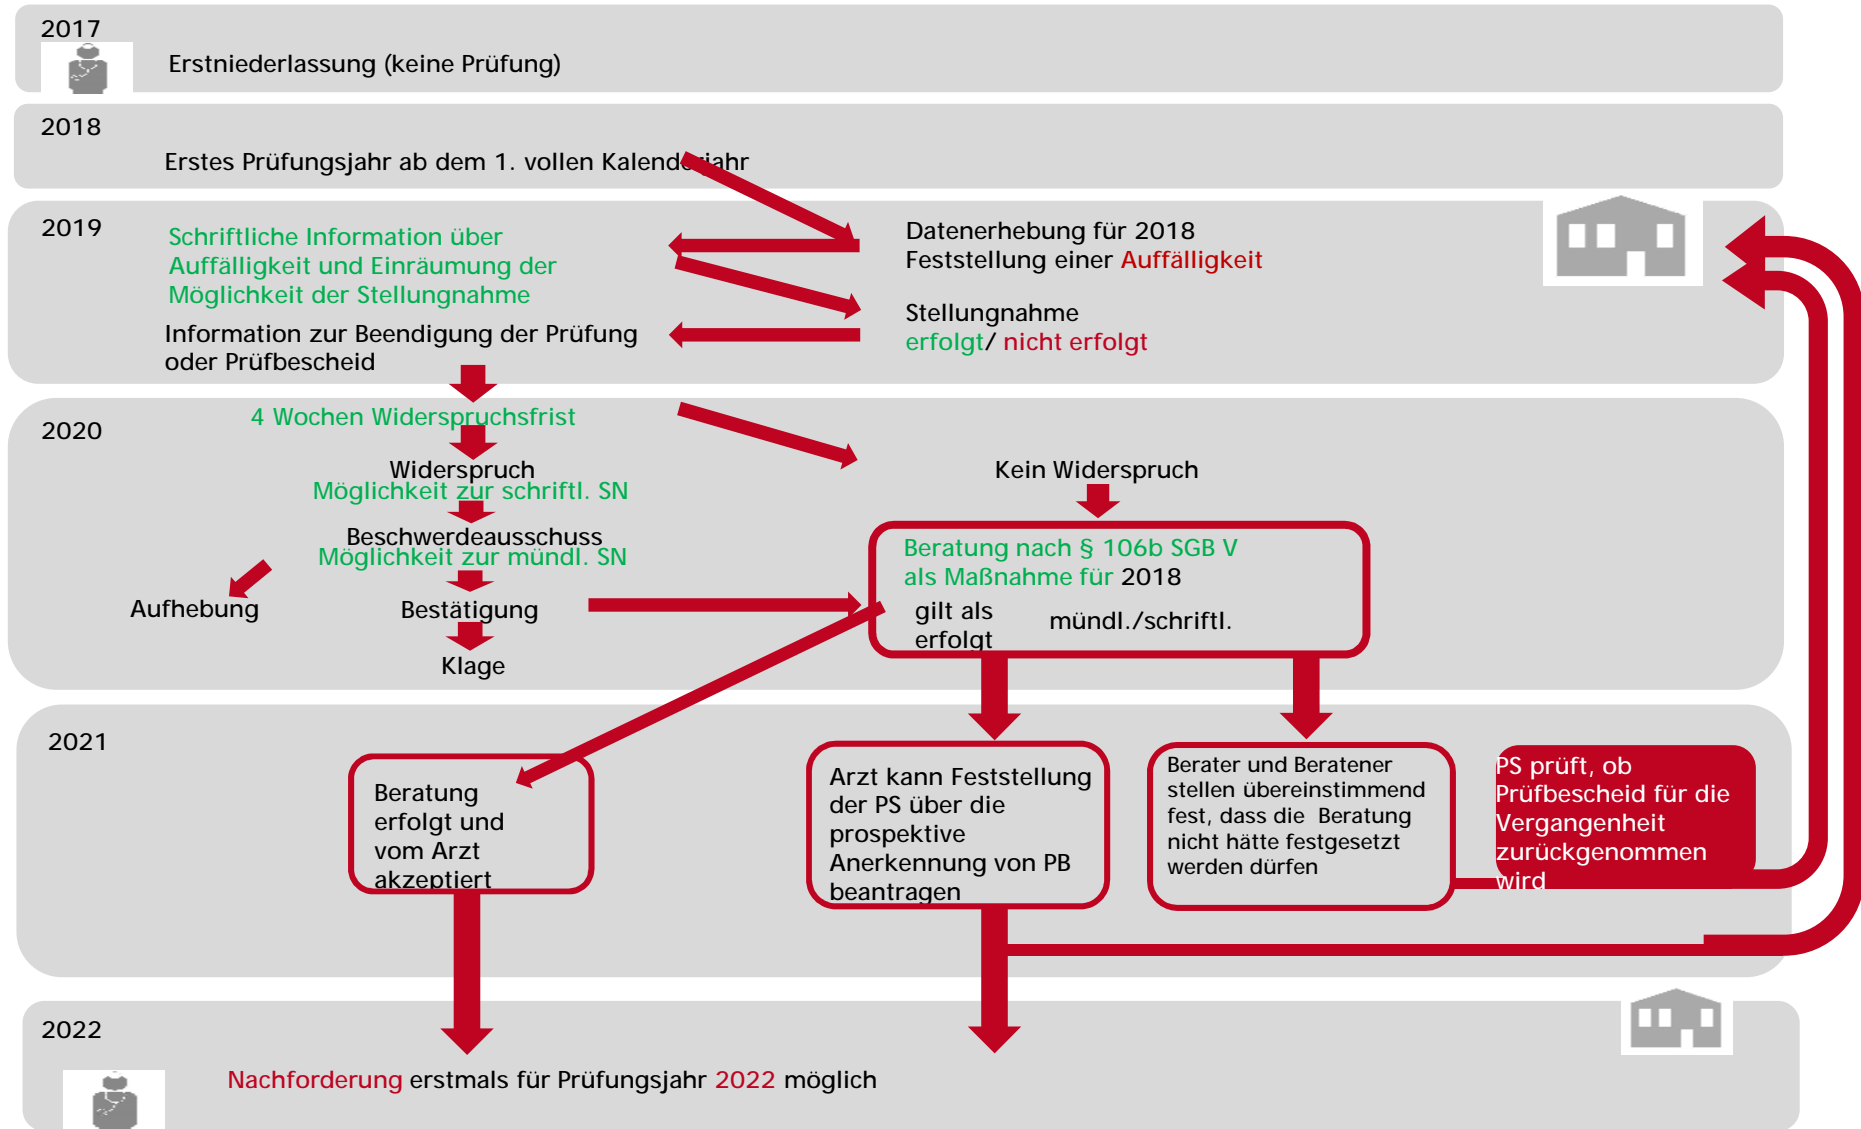 2017
Erstniederlassung (keine Prüfung)
2018
Erstes Prüfungsjahr ab dem 1. vollen Kalenderjahr
2019
Schriftliche Information über
Auffälligkeit und Einräumung der
Möglichkeit der Stellungnahme
Information zur Beendigung der Prüfung
oder Prüfbescheid
Datenerhebung für 2018
Feststellung einer Auffälligkeit
Stellungnahme
erfolgt/ nicht erfolgt
2020
4 Wochen Widerspruchsfrist
Widerspruch
Möglichkeit zur schriftl. SN
Beschwerdeausschuss
Möglichkeit zur mündl. SN
Aufhebung
Bestätigung
Klage
Kein Widerspruch
Beratung nach § 106b SGB V
als Maßnahme für 2018
gilt als
erfolgt
mündl./schriftl.
2021
Beratung
erfolgt und
vom Arzt
akzeptiert
Arzt kann Feststellung
der PS über die
prospektive
Anerkennung von PB
beantragen
Berater und Beratener
stellen übereinstimmend
fest, dass die Beratung
nicht hätte festgesetzt
werden dürfen
PS prüft, ob
Prüfbescheid für die
Vergangenheit
zurückgenommen
wird
2022
Nachforderung erstmals für Prüfungsjahr 2022 möglich